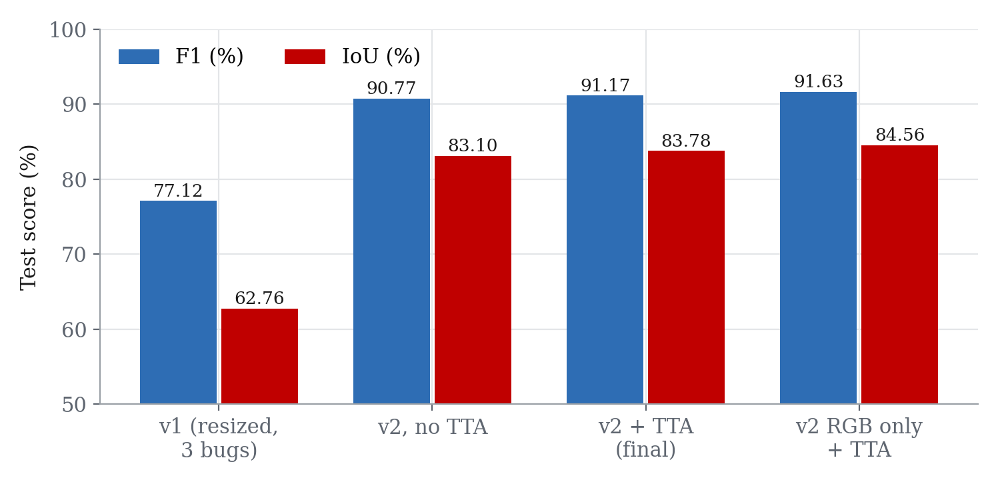 100
90
80
70
60
50
Test score (%)
F1 (%)
IoU (%)
77.12
62.76
90.77
83.10
91.17
83.78
91.63
84.56
v1 (resized,
3 bugs)
v2, no TTA
v2 + TTA
(final)
v2 RGB only
+ TTA